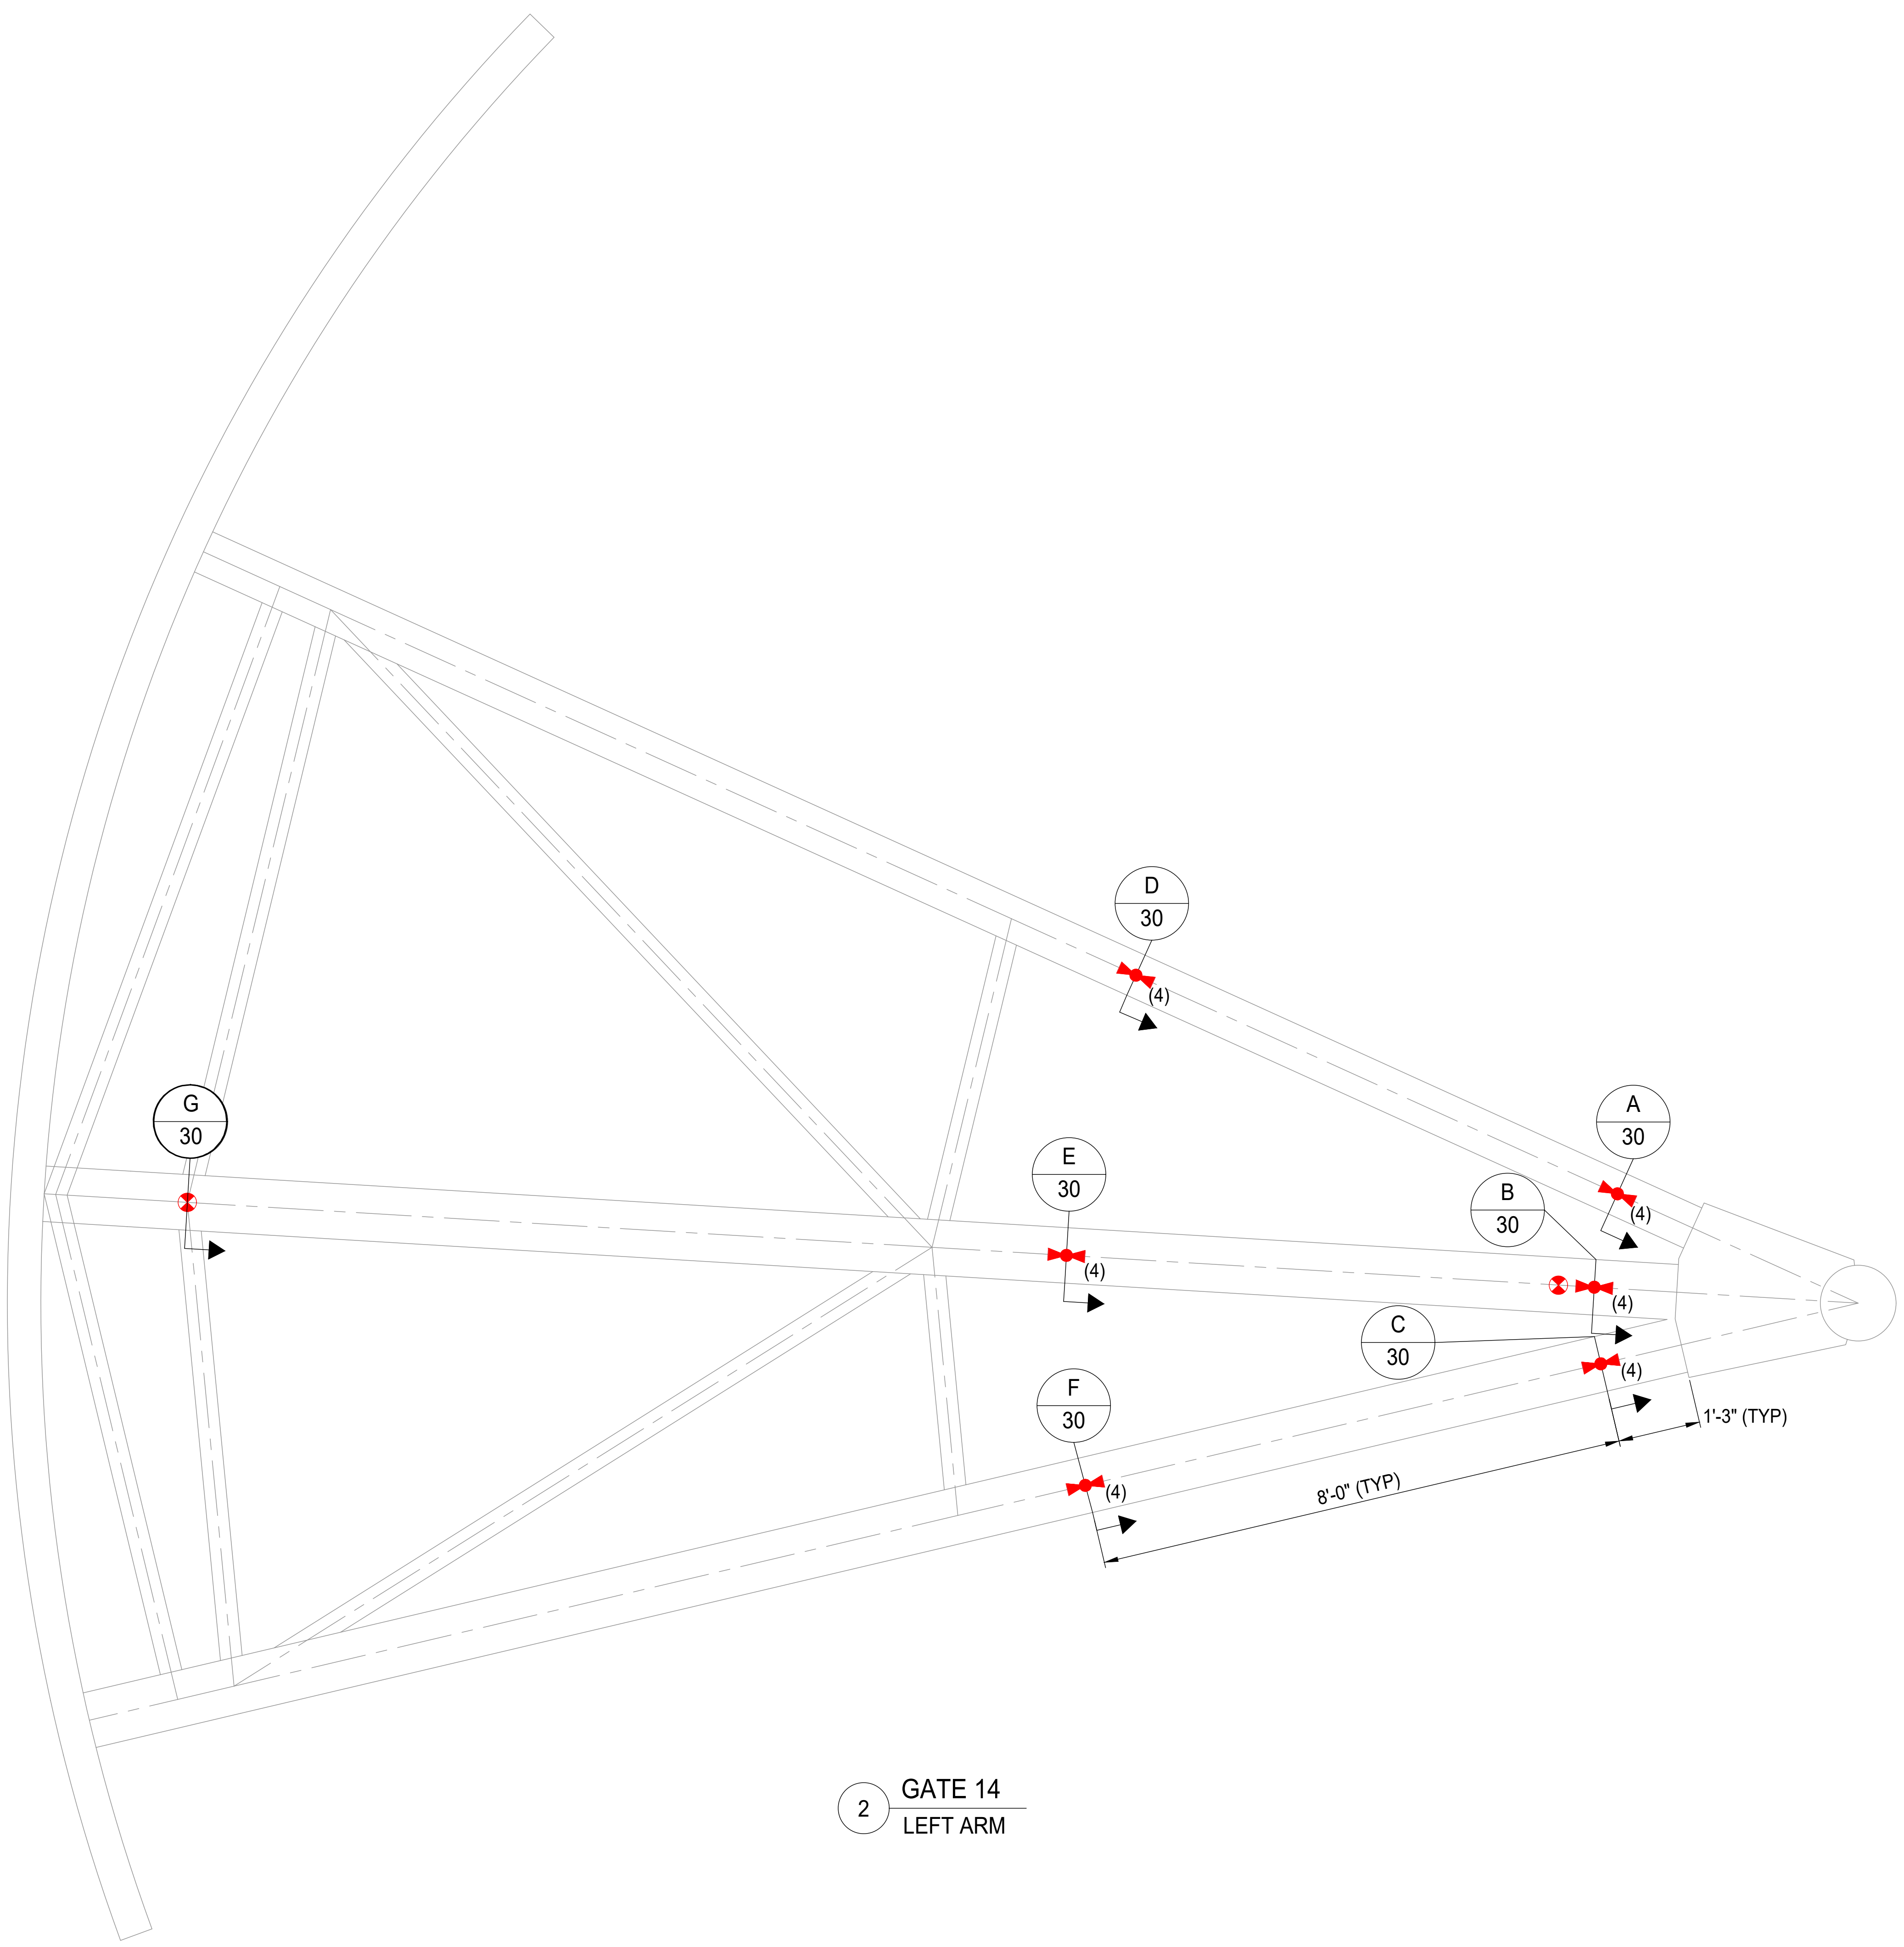 D
30
(4)
A
30
(4)
G
30
E
30
(4)
B
30
(4)
C
30
(4)
F
30
(4)
1'-3" (TYP)
8'-0" (TYP)
2
GATE 14
LEFT ARM